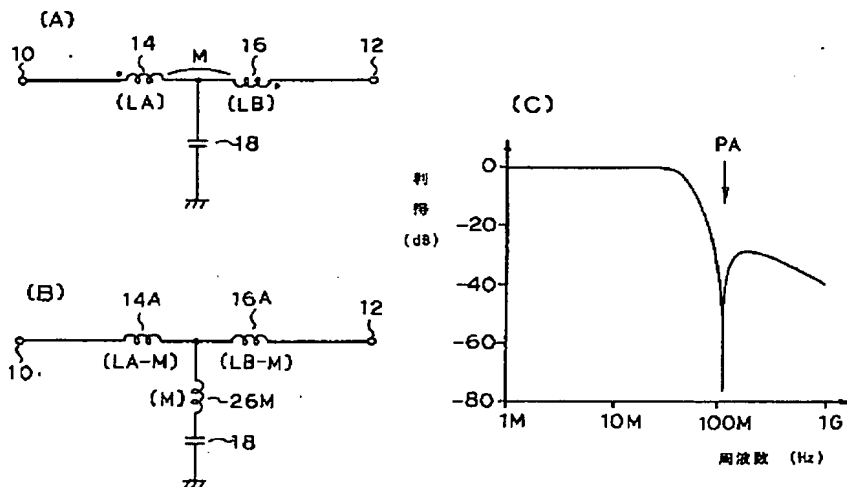 (A)
10
14
M
16
12
(LA)
(LB)
18
(B)
14A
16A
12
10
(LA-M)
(LB-M)
(M)
26M
18
(C)
PA
利得
(dB)
0
-20
-40
-60
-80
1M
10M
100M
1G
周波数 (Hz)